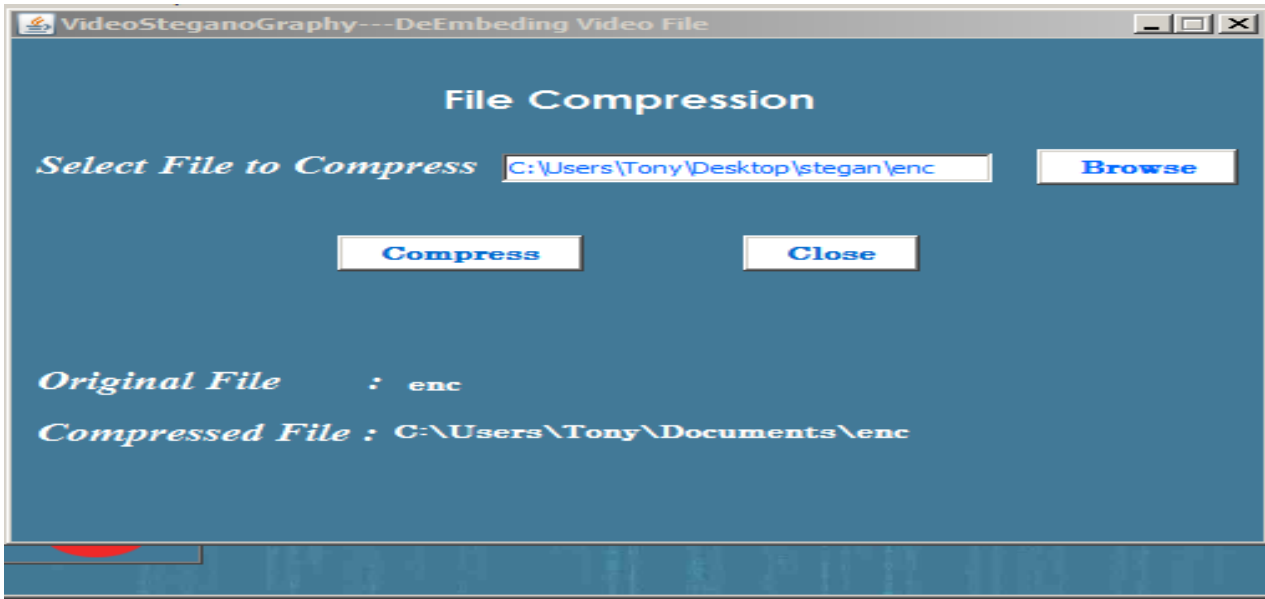 VideoSteganoGraphy---DeEmbeding Video File
File Compression
Select File to Compress C:\Users\Tony\Desktop\stegan\enc Browse
Compress Close
Original File : enc
Compressed File : C:\Users\Tony\Documents\enc